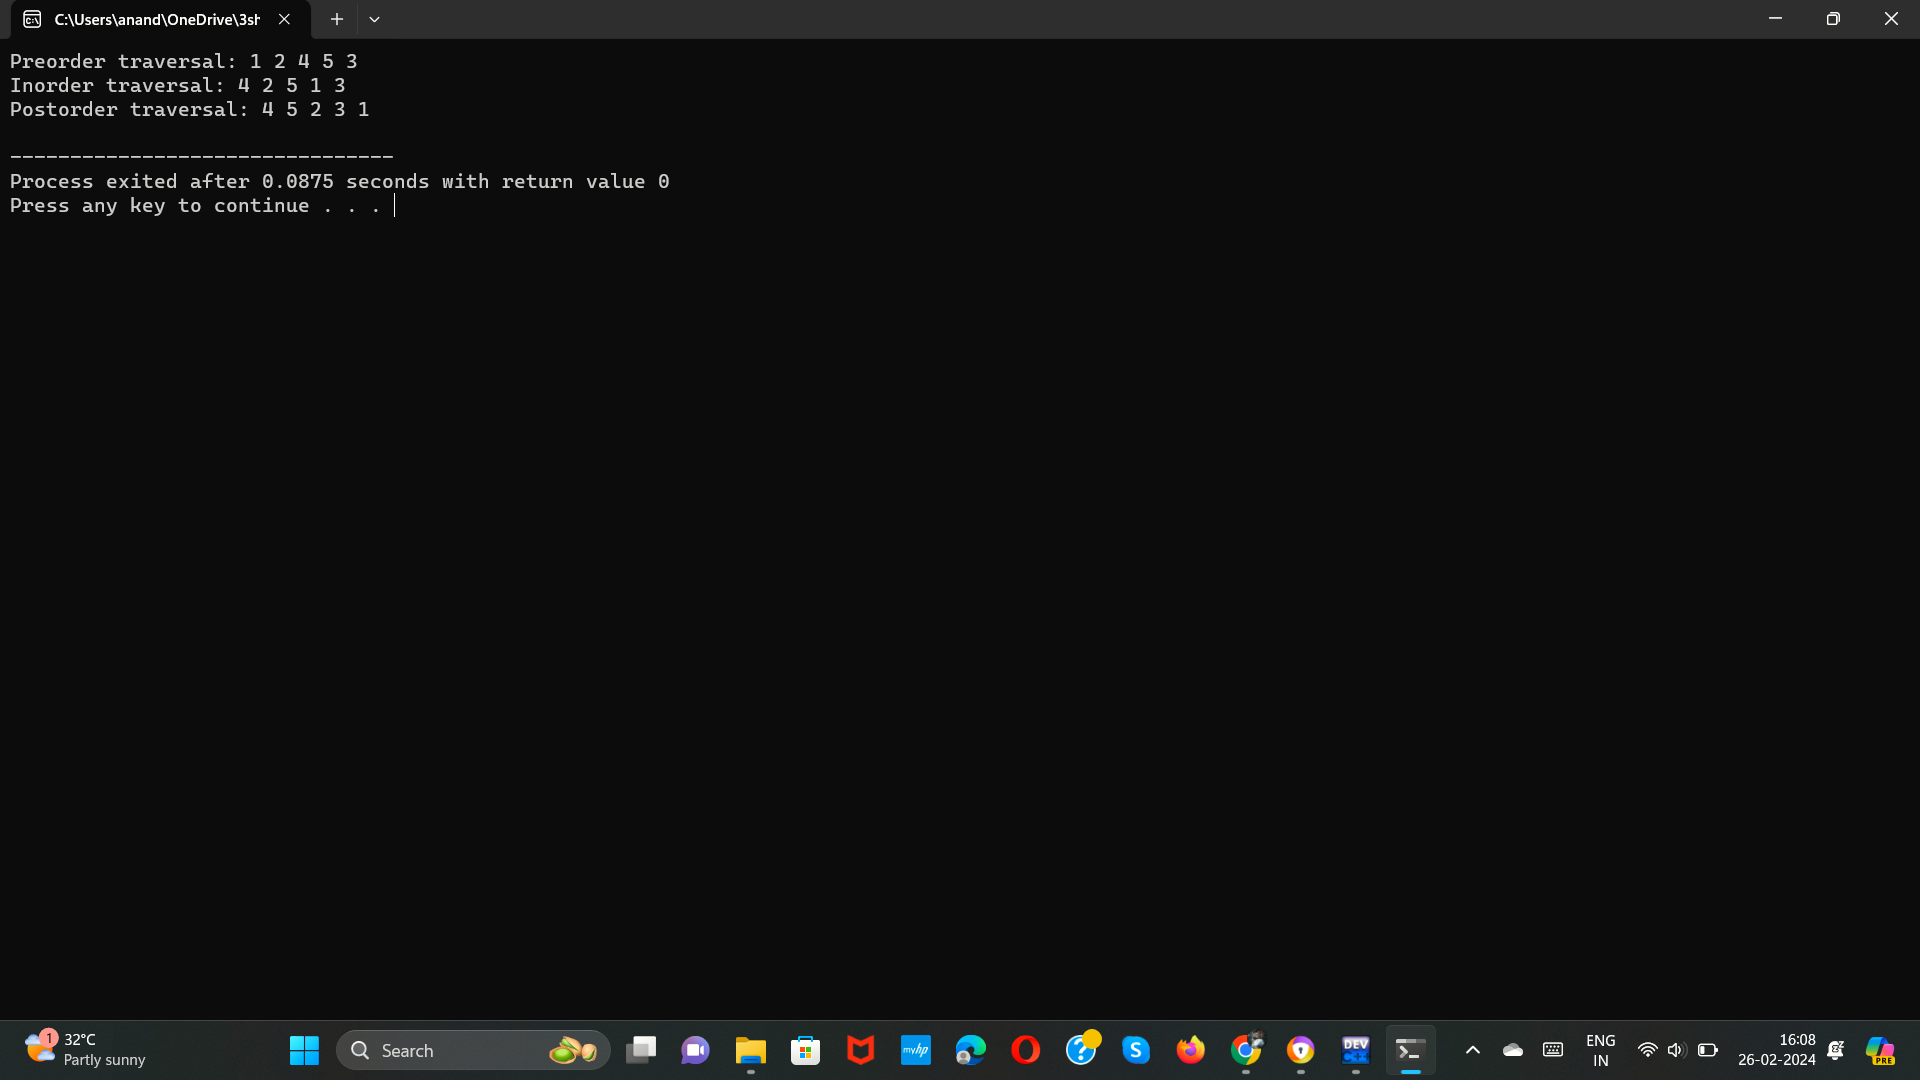 C:\Users\anand\OneDrive\3sh
Preorder traversal: 1 2 4 5 3
Inorder traversal: 4 2 5 1 3
Postorder traversal: 4 5 2 3 1
--------------------------------
Process exited after 0.0875 seconds with return value 0
Press any key to continue . . .
1
32°C
Partly sunny
Search
myhp
S
DEV
C++
ENG
IN
16:08
26-02-2024
PRE